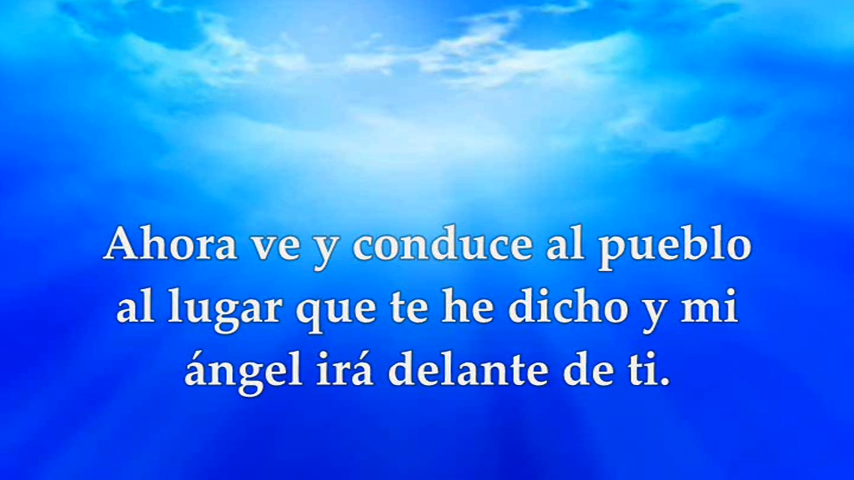 Ahora ve y conduce al pueblo
al lugar que te he dicho y mi
ángel irá delante de ti.